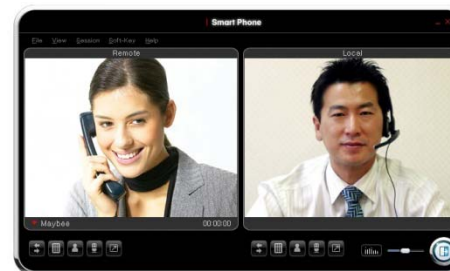 Smart Phone
File View Session Soft-Key Help
Remote
Local
Maybee 00:00:00